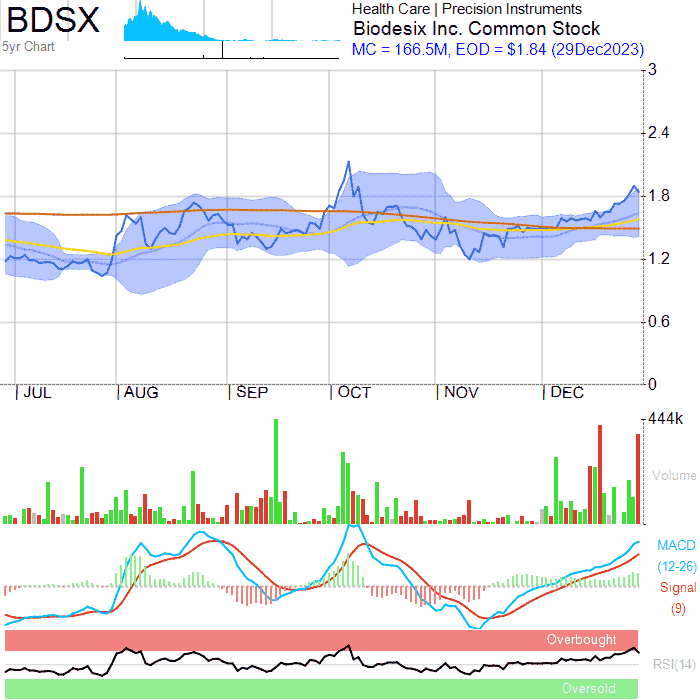 BDSX
5yr Chart
Health Care | Precision Instruments
Biodesix Inc. Common Stock
MC = 166.5M, EOD = $1.84 (29Dec2023)
3
2.4
1.8
1.2
0.6
0
JUL AUG SEP OCT NOV DEC
444k
Volume
MACD
(12-26)
Signal
(9)
Overbought
RSI(14)
Oversold